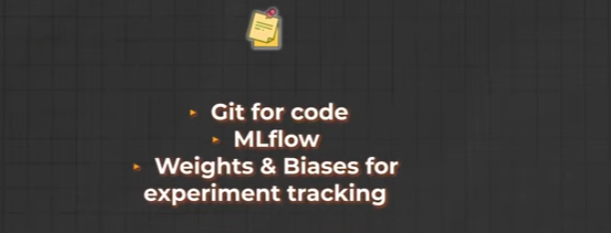 Git for code
MLflow
Weights & Biases for
experiment tracking